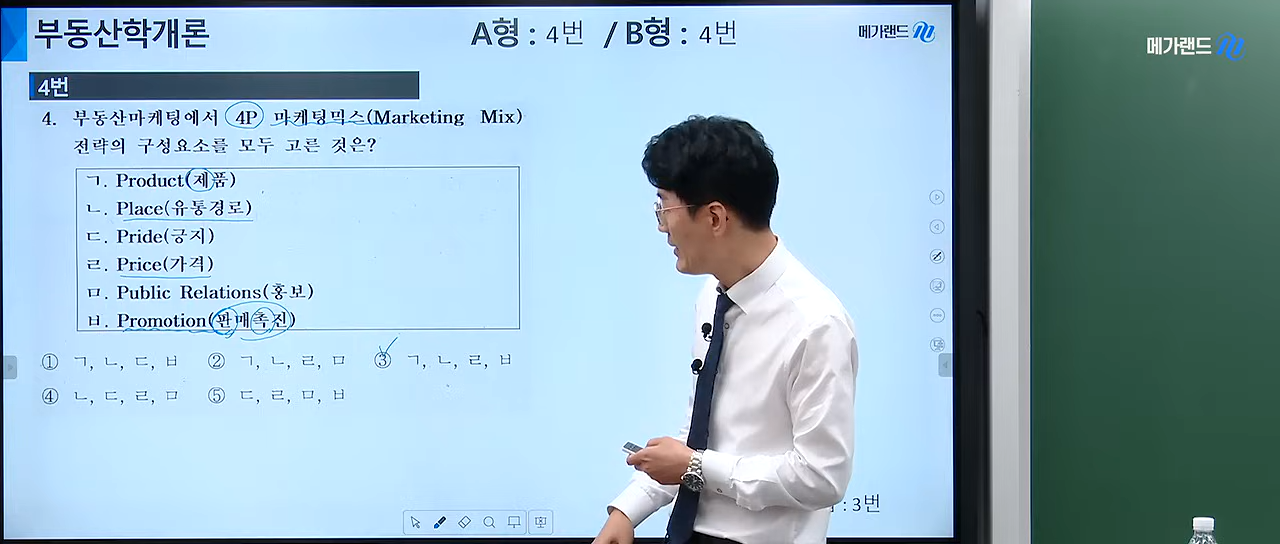 부동산학개론
A형 : 4번 / B형 : 4번
메가랜드
메가랜드
4번
4. 부동산마케팅에서 4P 마케팅믹스(Marketing Mix)
전략의 구성요소를 모두 고른 것은?
ㄱ. Product(제품)
ㄴ. Place(유통경로)
ㄷ. Pride(긍지)
ㄹ. Price(가격)
ㅁ. Public Relations(홍보)
ㅂ. Promotion(판매촉진)
① ㄱ, ㄴ, ㄷ, ㅂ ② ㄱ, ㄴ, ㄹ, ㅁ ③ ㄱ, ㄴ, ㄹ, ㅂ
④ ㄴ, ㄷ, ㄹ, ㅁ ⑤ ㄷ, ㄹ, ㅁ, ㅂ
: 3번